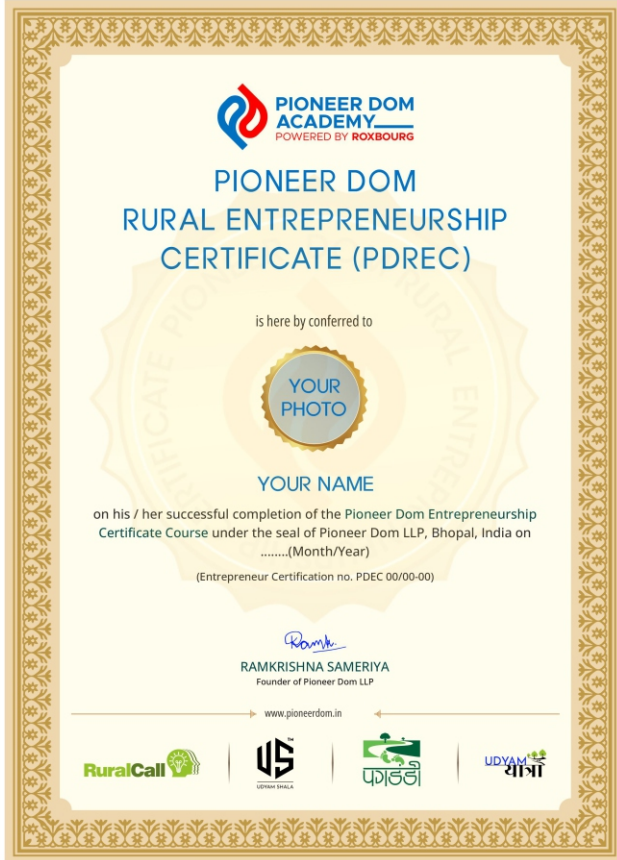 PIONEER DOM
ACADEMY
POWERED BY ROXBOURG
PIONEER DOM
RURAL ENTREPRENEURSHIP
CERTIFICATE (PDREC)
is here by conferred to
YOUR
PHOTO
YOUR NAME
on his / her successful completion of the Pioneer Dom Entrepreneurship
Certificate Course under the seal of Pioneer Dom LLP, Bhopal, India on
........(Month/Year)
(Entrepreneur Certification no. PDEC 00/00-00)
Ramk.
RAMKRISHNA SAMERIYA
Founder of Pioneer Dom LLP
www.pioneerdom.in
RuralCall
US
TM
UDYAM SHALA
पगडंडी
UDYAM
यात्रा